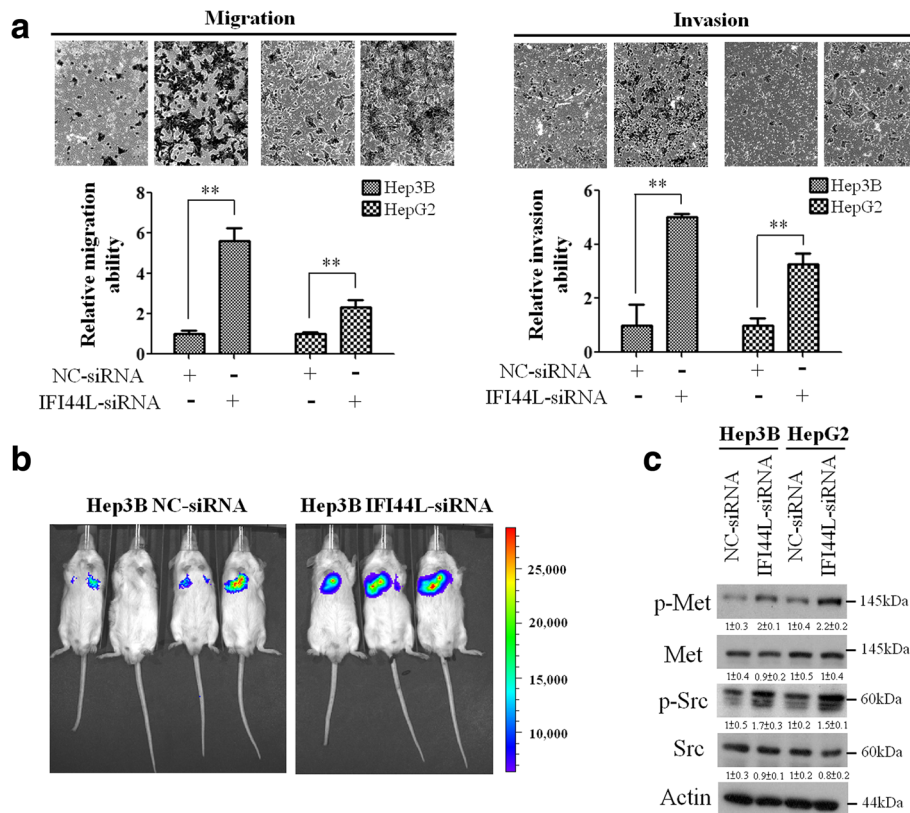 a
Migration
Invasion
Relative migration ability
8
6
4
2
0
**
**
Hep3B
HepG2
NC-siRNA + - + -
IFI44L-siRNA - + - +
Relative invasion ability
6
4
2
0
**
**
Hep3B
HepG2
NC-siRNA + - + -
IFI44L-siRNA - + - +
b
Hep3B NC-siRNA
Hep3B IFI44L-siRNA
25,000
20,000
15,000
10,000
c
Hep3B HepG2
NC-siRNA
IFI44L-siRNA
NC-siRNA
IFI44L-siRNA
p-Met 145kDa
1±0.3 2±0.1 1±0.4 2.2±0.2
Met 145kDa
1±0.4 0.9±0.2 1±0.5 1±0.4
p-Src 60kDa
1±0.5 1.7±0.3 1±0.2 1.5±0.1
Src 60kDa
1±0.3 0.9±0.1 1±0.2 0.8±0.2
Actin 44kDa